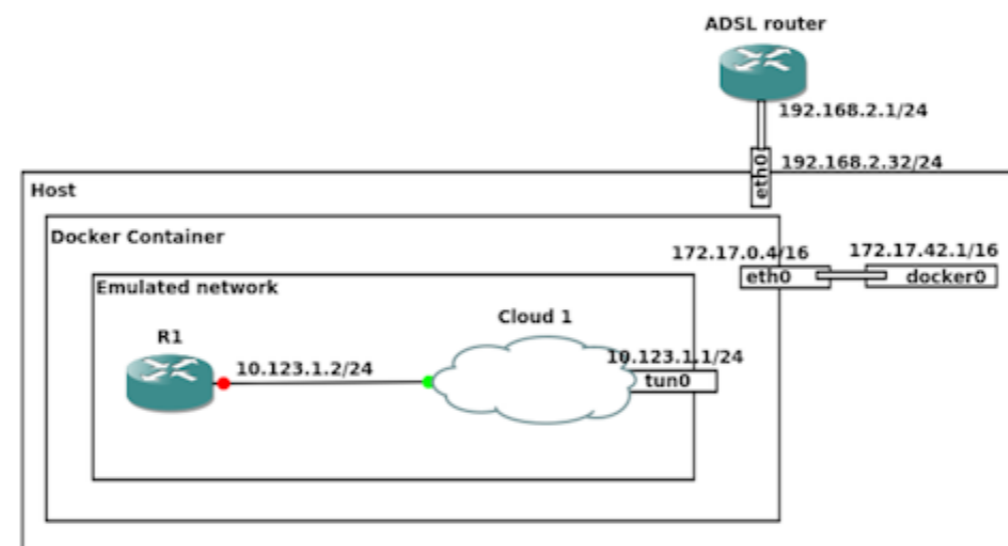 ADSL router
192.168.2.1/24
eth0
192.168.2.32/24
Host
Docker Container
172.17.0.4/16
172.17.42.1/16
eth0
docker0
Emulated network
Cloud 1
R1
10.123.1.2/24
10.123.1.1/24
tun0